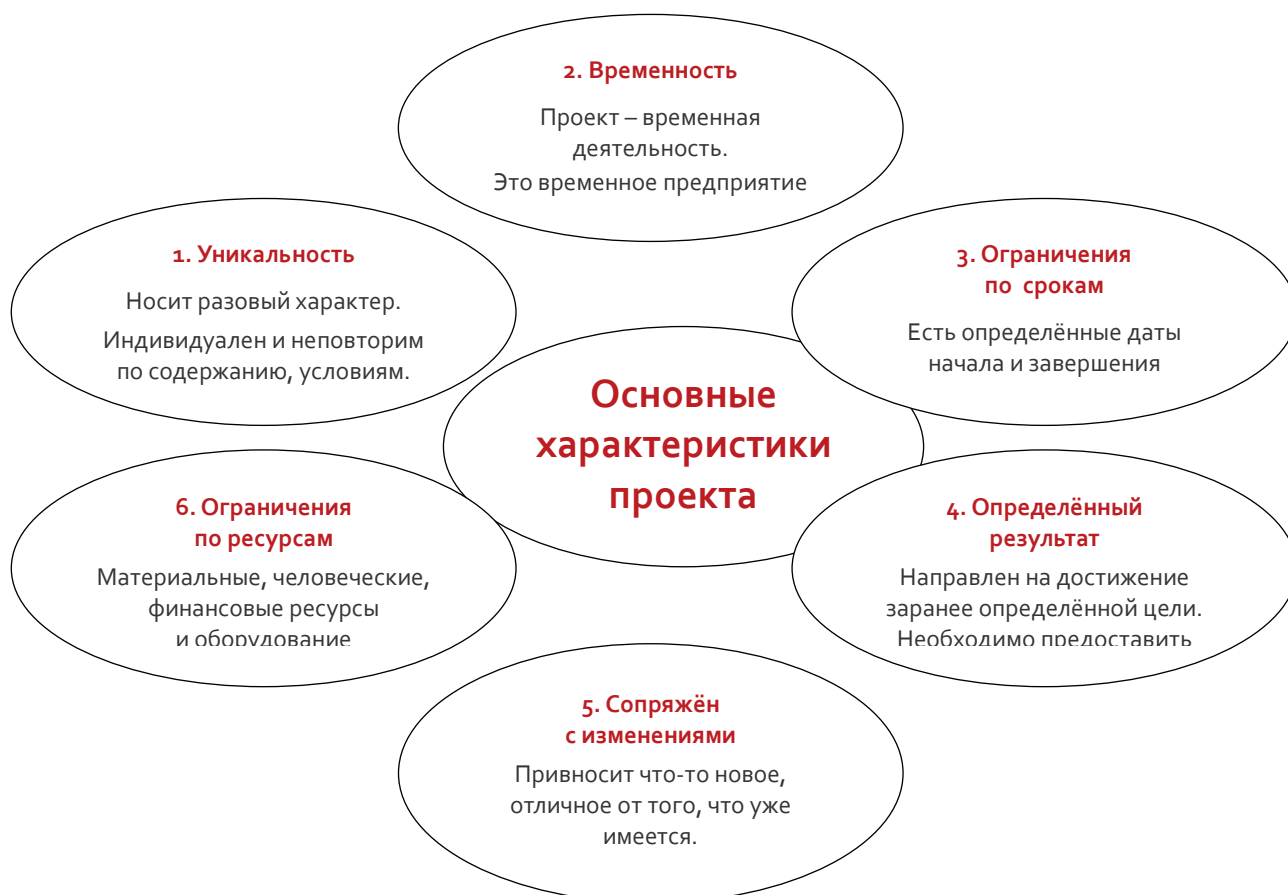 2. Временность
Проект – временная
деятельность.
Это временное предприятие
1. Уникальность
Носит разовый характер.
Индивидуален и неповторим
по содержанию, условиям.
3. Ограничения
по срокам
Есть определённые даты
начала и завершения
Основные
характеристики
проекта
6. Ограничения
по ресурсам
Материальные, человеческие,
финансовые ресурсы
и оборудование
4. Определённый
результат
Направлен на достижение
заранее определённой цели.
Необходимо предоставить
5. Сопряжён
с изменениями
Привносит что-то новое,
отличное от того, что уже
имеется.